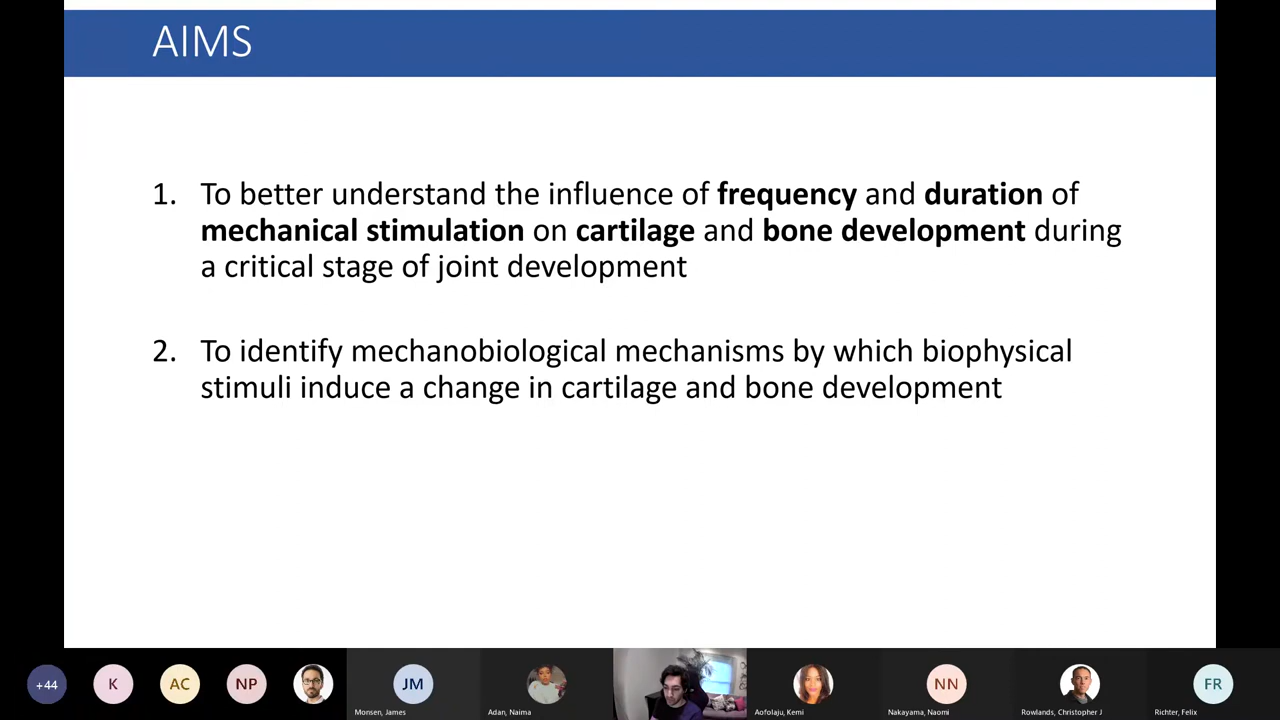 AIMS
1. To better understand the influence of frequency and duration of
mechanical stimulation on cartilage and bone development during
a critical stage of joint development
2. To identify mechanobiological mechanisms by which biophysical
stimuli induce a change in cartilage and bone development
+44
K
AC
NP
JM
NN
FR
Monsen, James
Adan, Naima
Aofolaju, Kemi
Nakayama, Naomi
Rowlands, Christopher J
Richter, Felix